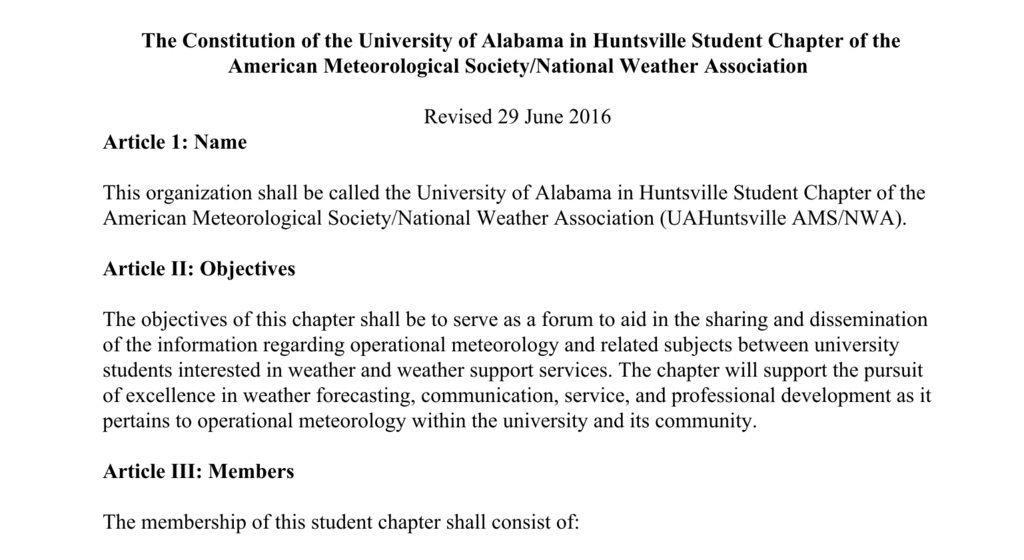 The Constitution of the University of Alabama in Huntsville Student Chapter of the
American Meteorological Society/National Weather Association
Revised 29 June 2016
Article 1: Name
This organization shall be called the University of Alabama in Huntsville Student Chapter of the
American Meteorological Society/National Weather Association (UAHuntsville AMS/NWA).
Article II: Objectives
The objectives of this chapter shall be to serve as a forum to aid in the sharing and dissemination
of the information regarding operational meteorology and related subjects between university
students interested in weather and weather support services. The chapter will support the pursuit
of excellence in weather forecasting, communication, service, and professional development as it
pertains to operational meteorology within the university and its community.
Article III: Members
The membership of this student chapter shall consist of: